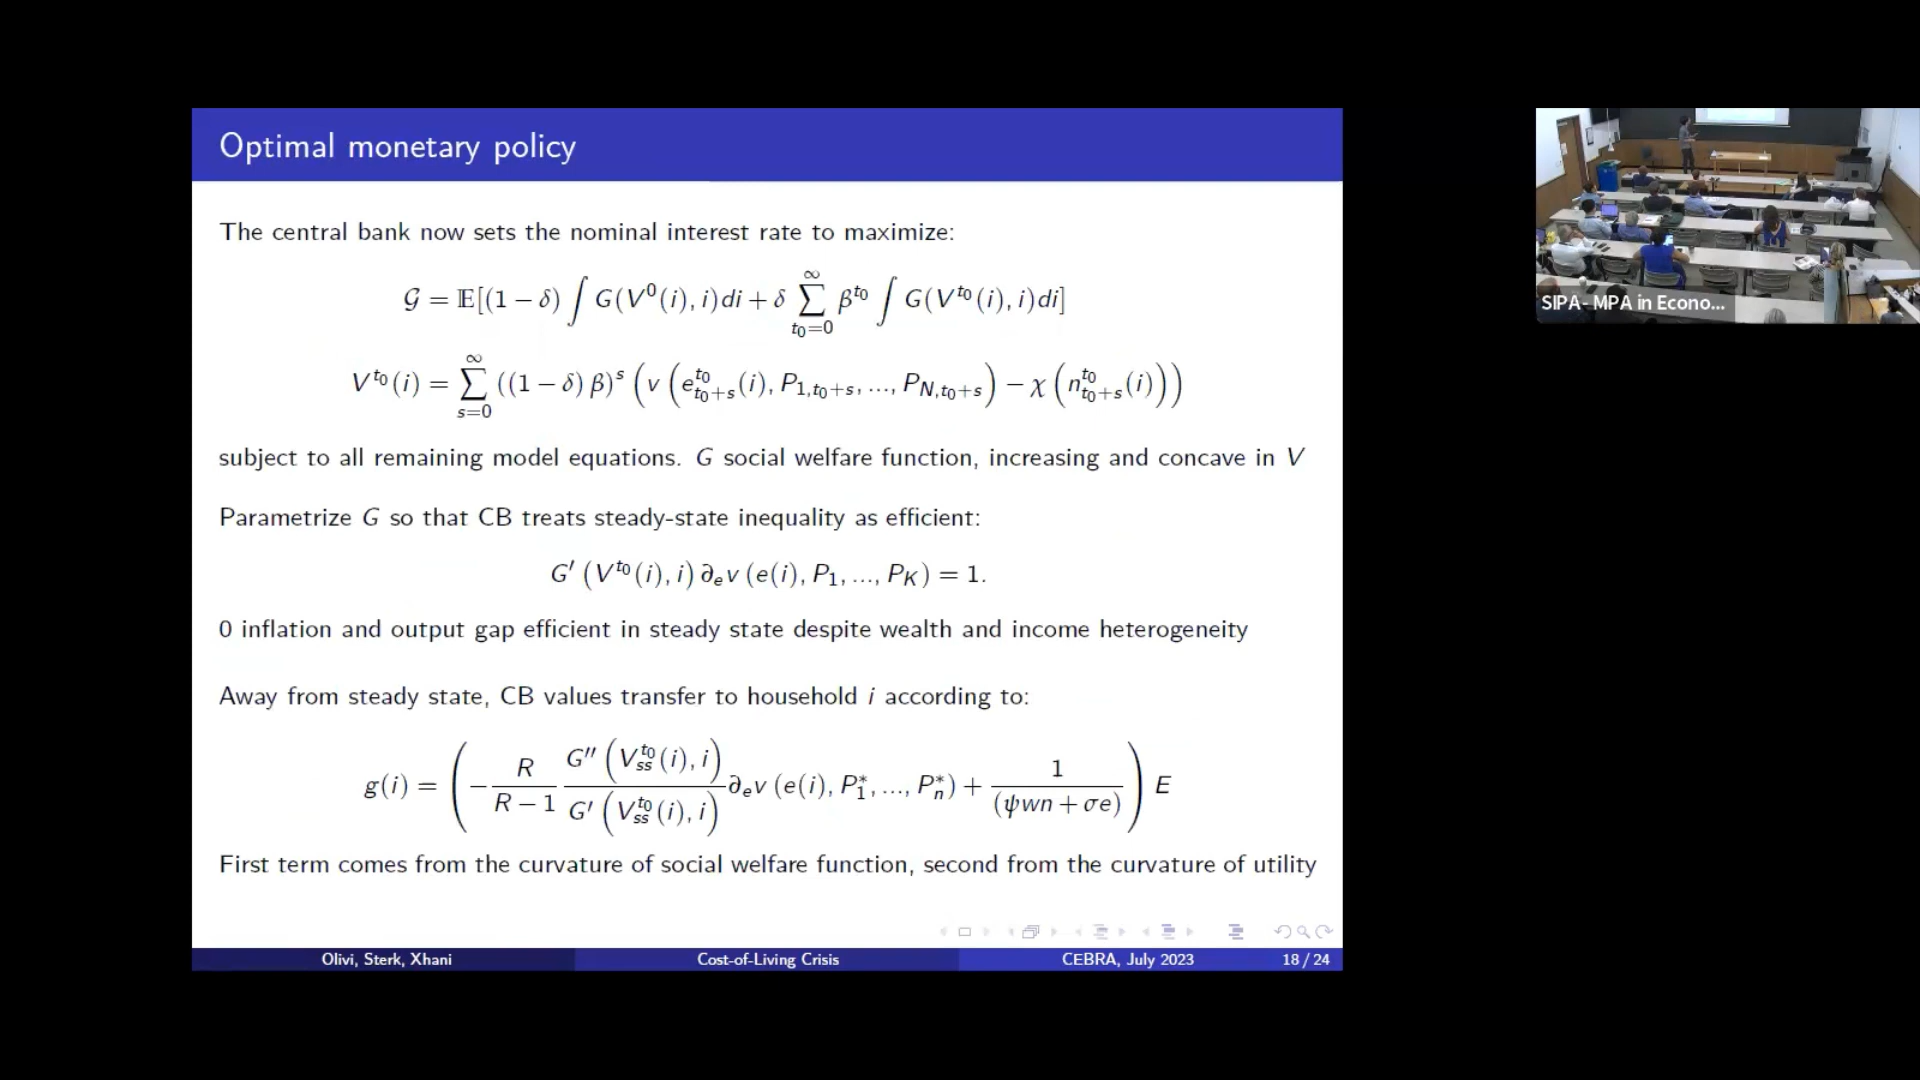 Optimal monetary policy
The central bank now sets the nominal interest rate to maximize:
𝒢 = 𝔼[(1 − δ) ∫ G(V⁰(i), i)di + δ ∑_{t₀=0}^{∞} β^{t₀} ∫ G(V^{t₀}(i), i)di]
V^{t₀}(i) = ∑_{s=0}^{∞} ((1 − δ) β)^s (v (e^{t₀}_{t₀+s}(i), P_{1,t₀+s}, ..., P_{N,t₀+s}) − χ (n^{t₀}_{t₀+s}(i)))
subject to all remaining model equations. G social welfare function, increasing and concave in V
Parametrize G so that CB treats steady-state inequality as efficient:
G′ (V^{t₀}(i), i) ∂_e v (e(i), P₁, ..., P_K) = 1.
0 inflation and output gap efficient in steady state despite wealth and income heterogeneity
Away from steady state, CB values transfer to household i according to:
g(i) = (− R/(R − 1) G″ (V^{t₀}_{ss}(i), i)/G′ (V^{t₀}_{ss}(i), i) ∂_e v (e(i), P₁*, ..., P_n*) + 1/(ψwn + σe)) E
First term comes from the curvature of social welfare function, second from the curvature of utility
Olivi, Sterk, Xhani
Cost-of-Living Crisis
CEBRA, July 2023
18 / 24
SIPA- MPA in Econo...